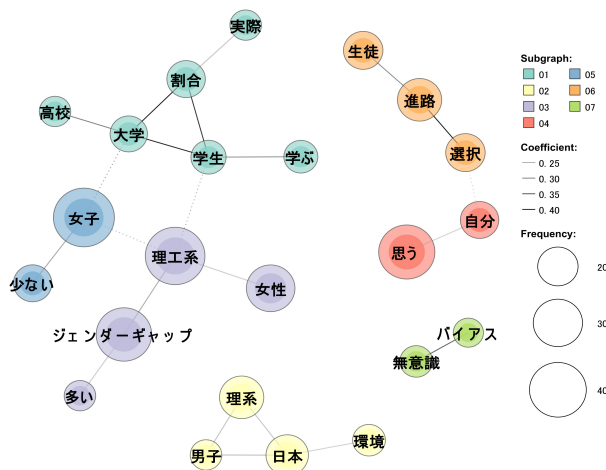 実際
生徒
割合
進路
高校
大学
学生
学ぶ
選択
女子
自分
理工系
思う
少ない
女性
ジェンダーギャップ
バイアス
無意識
多い
理系
男子
日本
環境
Subgraph:
01 05
02 06
03 07
04
Coefficient:
0.25
0.30
0.35
0.40
Frequency:
20
30
40